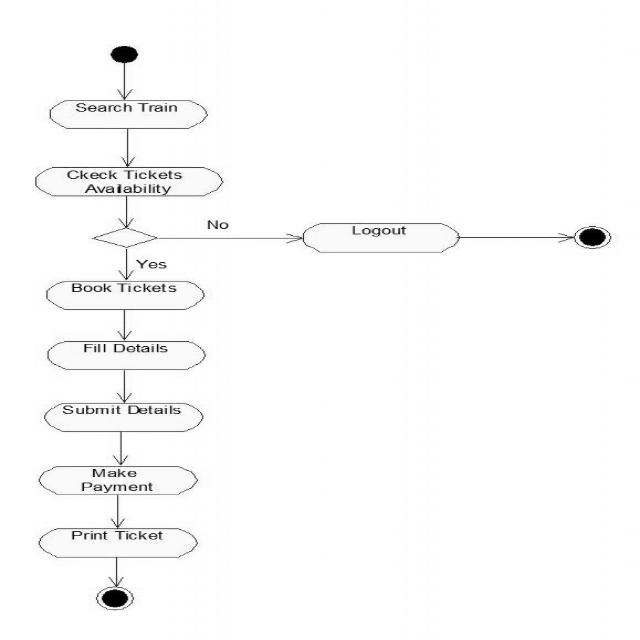 Search Train
Ckeck Tickets
Availability
No
Logout
Yes
Book Tickets
Fill Details
Submit Details
Make
Payment
Print Ticket